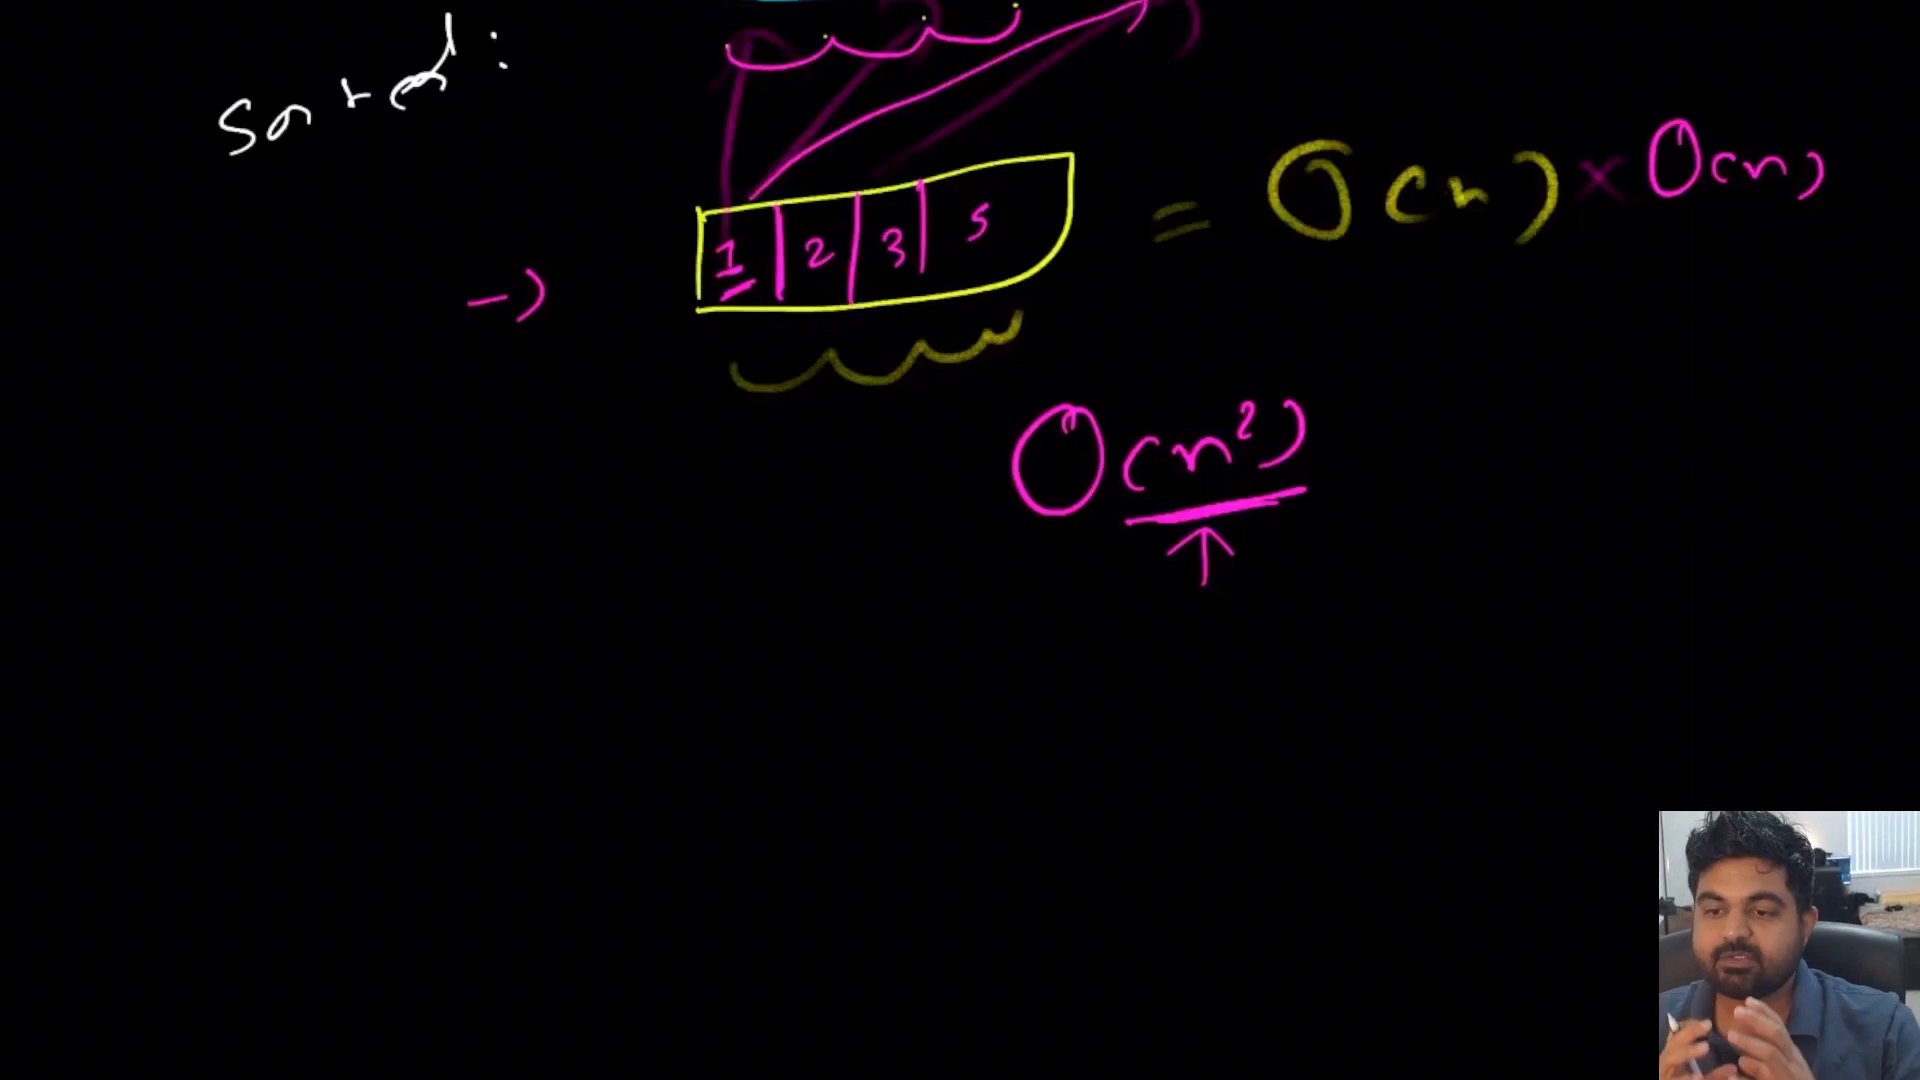 Sorted:
1 2 3 5 = O(n) × O(n)
->
O(n²)